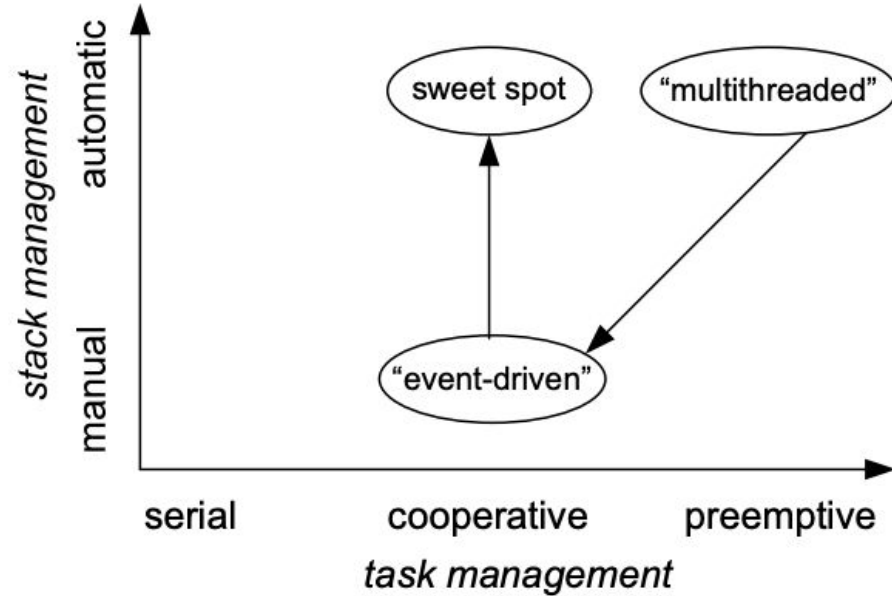 automatic
sweet spot
“multithreaded”
stack management
manual
“event-driven”
serial
cooperative
preemptive
task management